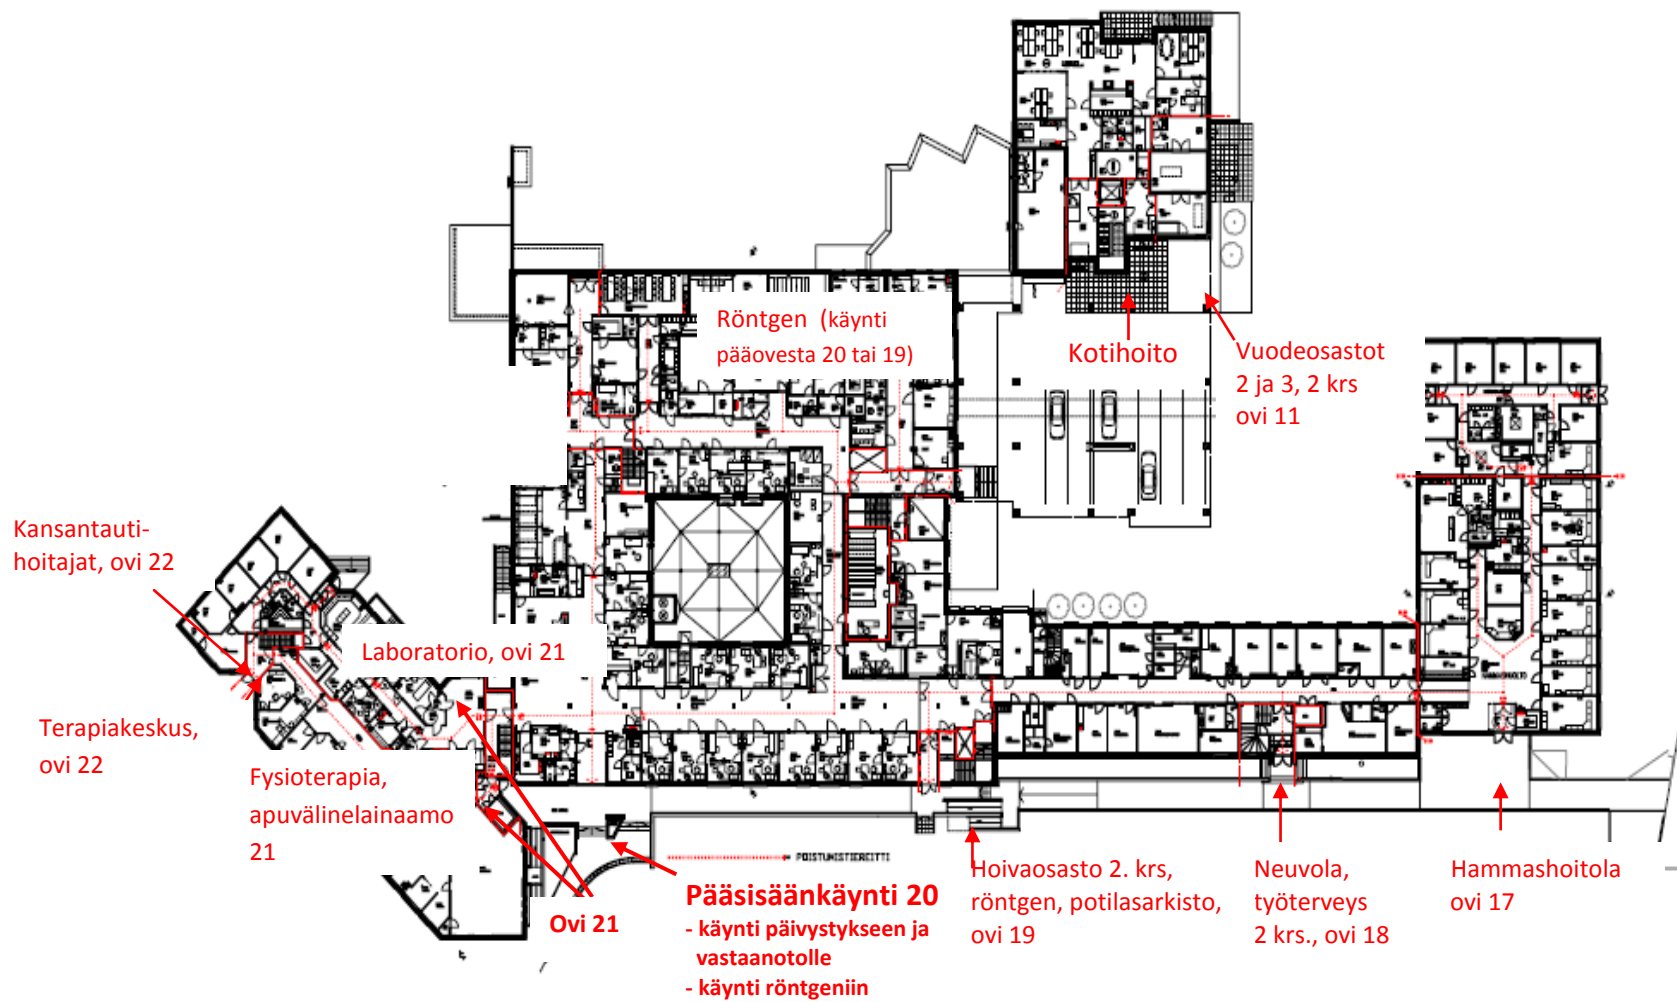 Röntgen (käynti
pääovesta 20 tai 19)
Kotihoito
Vuodeosastot
2 ja 3, 2 krs
ovi 11
Kansantauti-
hoitajat, ovi 22
Laboratorio, ovi 21
Terapiakeskus,
ovi 22
Fysioterapia,
apuvälinelainaamo
21
Ovi 21
POISTUMISTIEREITTI
Pääsisäänkäynti 20
- käynti päivystykseen ja
vastaanotolle
- käynti röntgeniin
Hoivaosasto 2. krs,
röntgen, potilasarkisto,
ovi 19
Neuvola,
työterveys
2 krs., ovi 18
Hammashoitola
ovi 17